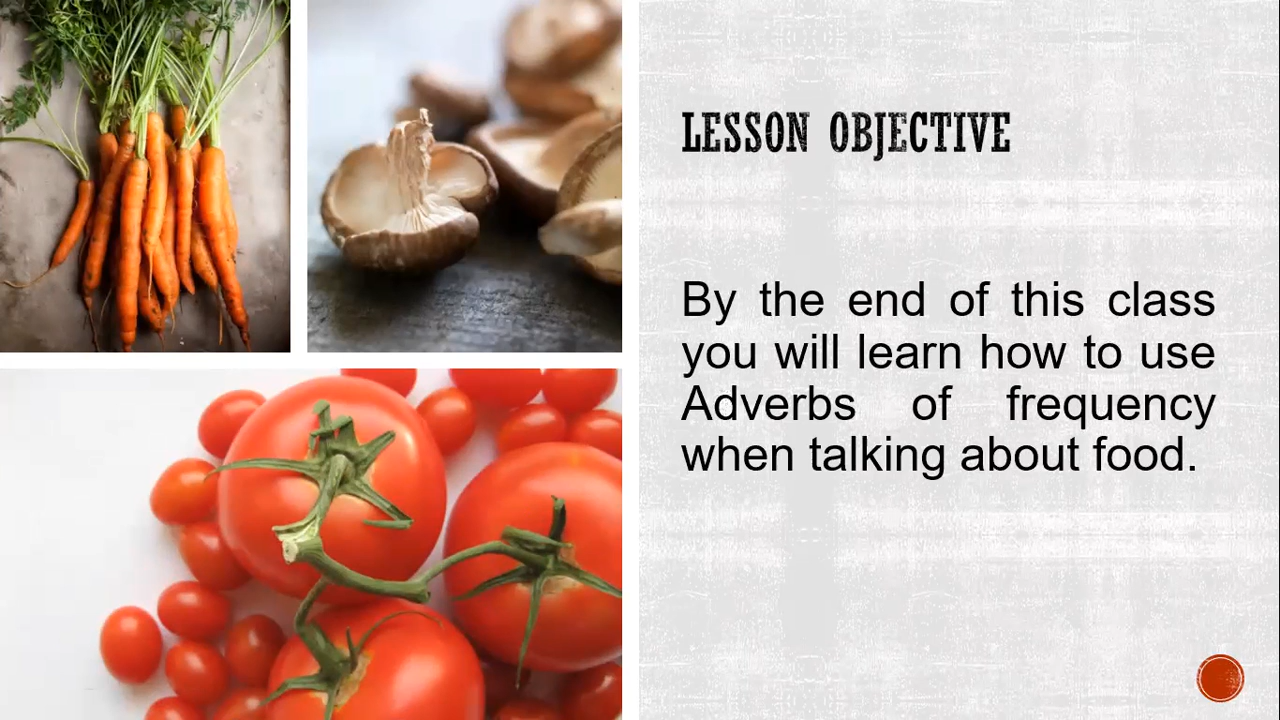 LESSON OBJECTIVE
By the end of this class
you will learn how to use
Adverbs of frequency
when talking about food.